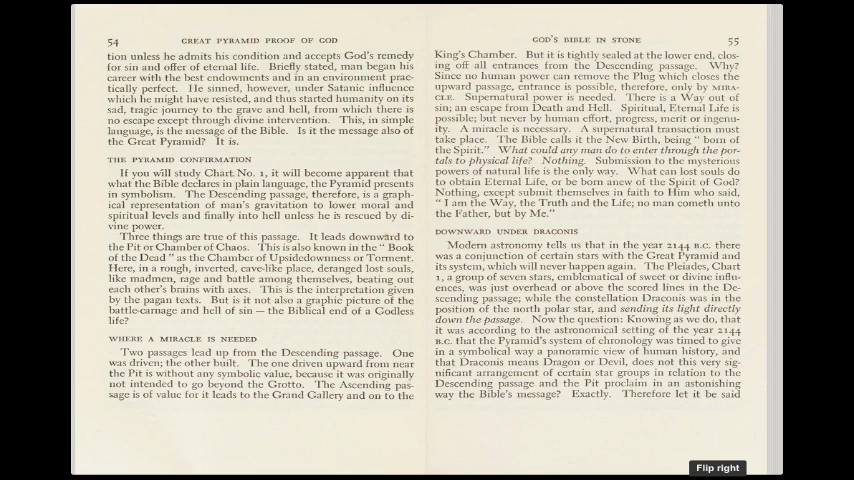 54 GREAT PYRAMID PROOF OF GOD
tion unless he admits his condition and accepts God's remedy
for sin and offer of eternal life. Briefly stated, man began his
career with the best endowments and in an environment prac-
tically perfect. He sinned, however, under Satanic influence
which he might have resisted, and thus started humanity on its
sad, tragic journey to the grave and hell, from which there is
no escape except through divine intervention. This, in simple
language, is the message of the Bible. Is it the message also of
the Great Pyramid? It is.
THE PYRAMID CONFIRMATION
If you will study Chart No. 1, it will become apparent that
what the Bible declares in plain language, the Pyramid presents
in symbolism. The Descending passage, therefore, is a graph-
ical representation of man's gravitation to lower moral and
spiritual levels and finally into hell unless he is rescued by di-
vine power.
Three things are true of this passage. It leads downward to
the Pit or Chamber of Chaos. This is also known in the " Book
of the Dead " as the Chamber of Upsidedownness or Torment.
Here, in a rough, inverted, cave-like place, deranged lost souls,
like madmen, rage and battle among themselves, beating out
each other's brains with axes. This is the interpretation given
by the pagan texts. But is it not also a graphic picture of the
battle-carnage and hell of sin — the Biblical end of a Godless
life?
WHERE A MIRACLE IS NEEDED
Two passages lead up from the Descending passage. One
was driven; the other built. The one driven upward from near
the Pit is without any symbolic value, because it was originally
not intended to go beyond the Grotto. The Ascending pas-
sage is of value for it leads to the Grand Gallery and on to the
GOD'S BIBLE IN STONE 55
King's Chamber. But it is tightly sealed at the lower end, clos-
ing off all entrances from the Descending passage. Why?
Since no human power can remove the Plug which closes the
upward passage, entrance is possible, therefore, only by MIRA-
CLE. Supernatural power is needed. There is a Way out of
sin; an escape from Death and Hell. Spiritual, Eternal Life is
possible; but never by human effort, progress, merit or ingenu-
ity. A miracle is necessary. A supernatural transaction must
take place. The Bible calls it the New Birth, being " born of
the Spirit." What could any man do to enter through the por-
tals to physical life? Nothing. Submission to the mysterious
powers of natural life is the only way. What can lost souls do
to obtain Eternal Life, or be born anew of the Spirit of God?
Nothing, except submit themselves in faith to Him who said,
" I am the Way, the Truth and the Life; no man cometh unto
the Father, but by Me."
DOWNWARD UNDER DRACONIS
Modern astronomy tells us that in the year 2144 B.C. there
was a conjunction of certain stars with the Great Pyramid and
its system, which will never happen again. The Pleiades, Chart
1, a group of seven stars, emblematical of sweet or divine influ-
ences, was just overhead or above the scored lines in the De-
scending passage; while the constellation Draconis was in the
position of the north polar star, and sending its light directly
down the passage. Now the question: Knowing as we do, that
it was according to the astronomical setting of the year 2144
B.C. that the Pyramid's system of chronology was timed to give
in a symbolical way a panoramic view of human history, and
that Draconis means Dragon or Devil, does not this very sig-
nificant arrangement of certain star groups in relation to the
Descending passage and the Pit proclaim in an astonishing
way the Bible's message? Exactly. Therefore let it be said
Flip right